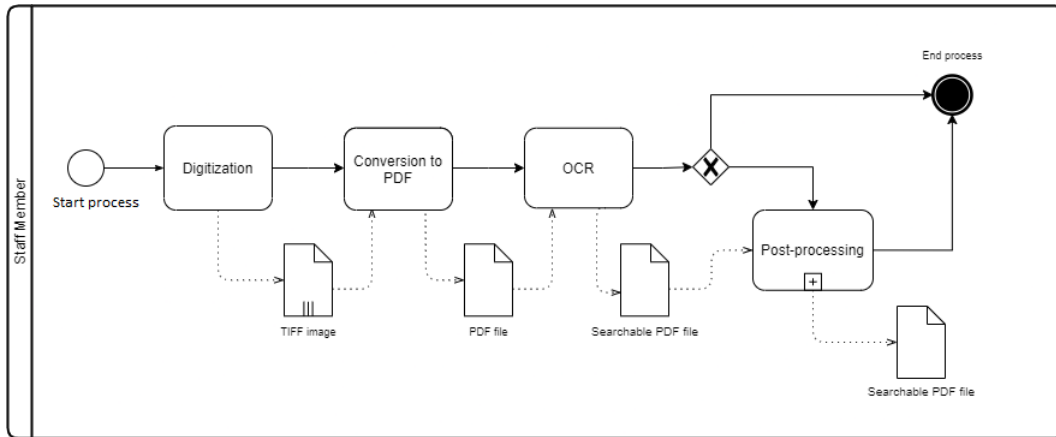 Staff Member
Start process
Digitization
Conversion to
PDF
OCR
End process
Post-processing
TIFF image
PDF file
Searchable PDF file
Searchable PDF file